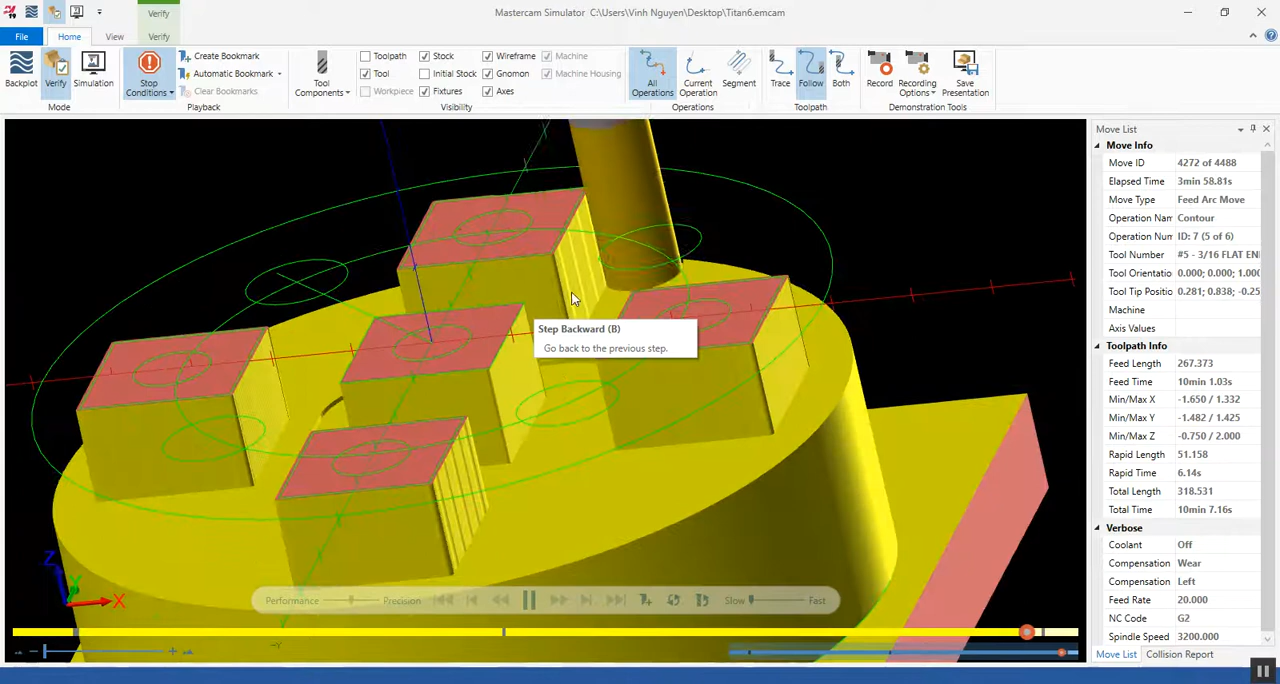 Mastercam Simulator C:\Users\Vinh Nguyen\Desktop\Titan6.emcam
Verify
File
Home
View
Verify
Backplot
Verify
Simulation
Mode
Stop
Conditions
Create Bookmark
Automatic Bookmark
Clear Bookmarks
Playback
Tool
Components
Toolpath
Tool
Workpiece
Stock
Initial Stock
Fixtures
Wireframe
Gnomon
Axes
Machine
Machine Housing
Visibility
All
Operations
Current
Operation
Segment
Operations
Trace
Follow
Both
Toolpath
Record
Recording
Options
Save
Presentation
Demonstration Tools
Step Backward (B)
Go back to the previous step.
Z
Y
X
-Y
Performance
Precision
Slow
Fast
Move List
Move Info
Move ID 4272 of 4488
Elapsed Time 3min 58.81s
Move Type Feed Arc Move
Operation Nam Contour
Operation Num ID: 7 (5 of 6)
Tool Number #5 - 3/16 FLAT EN
Tool Orientatio 0.000; 0.000; 1.000
Tool Tip Positio 0.281; 0.838; -0.25
Machine
Axis Values
Toolpath Info
Feed Length 267.373
Feed Time 10min 1.03s
Min/Max X -1.650 / 1.332
Min/Max Y -1.482 / 1.425
Min/Max Z -0.750 / 2.000
Rapid Length 51.158
Rapid Time 6.14s
Total Length 318.531
Total Time 10min 7.16s
Verbose
Coolant Off
Compensation Wear
Compensation Left
Feed Rate 20.000
NC Code G2
Spindle Speed 3200.000
Move List Collision Report